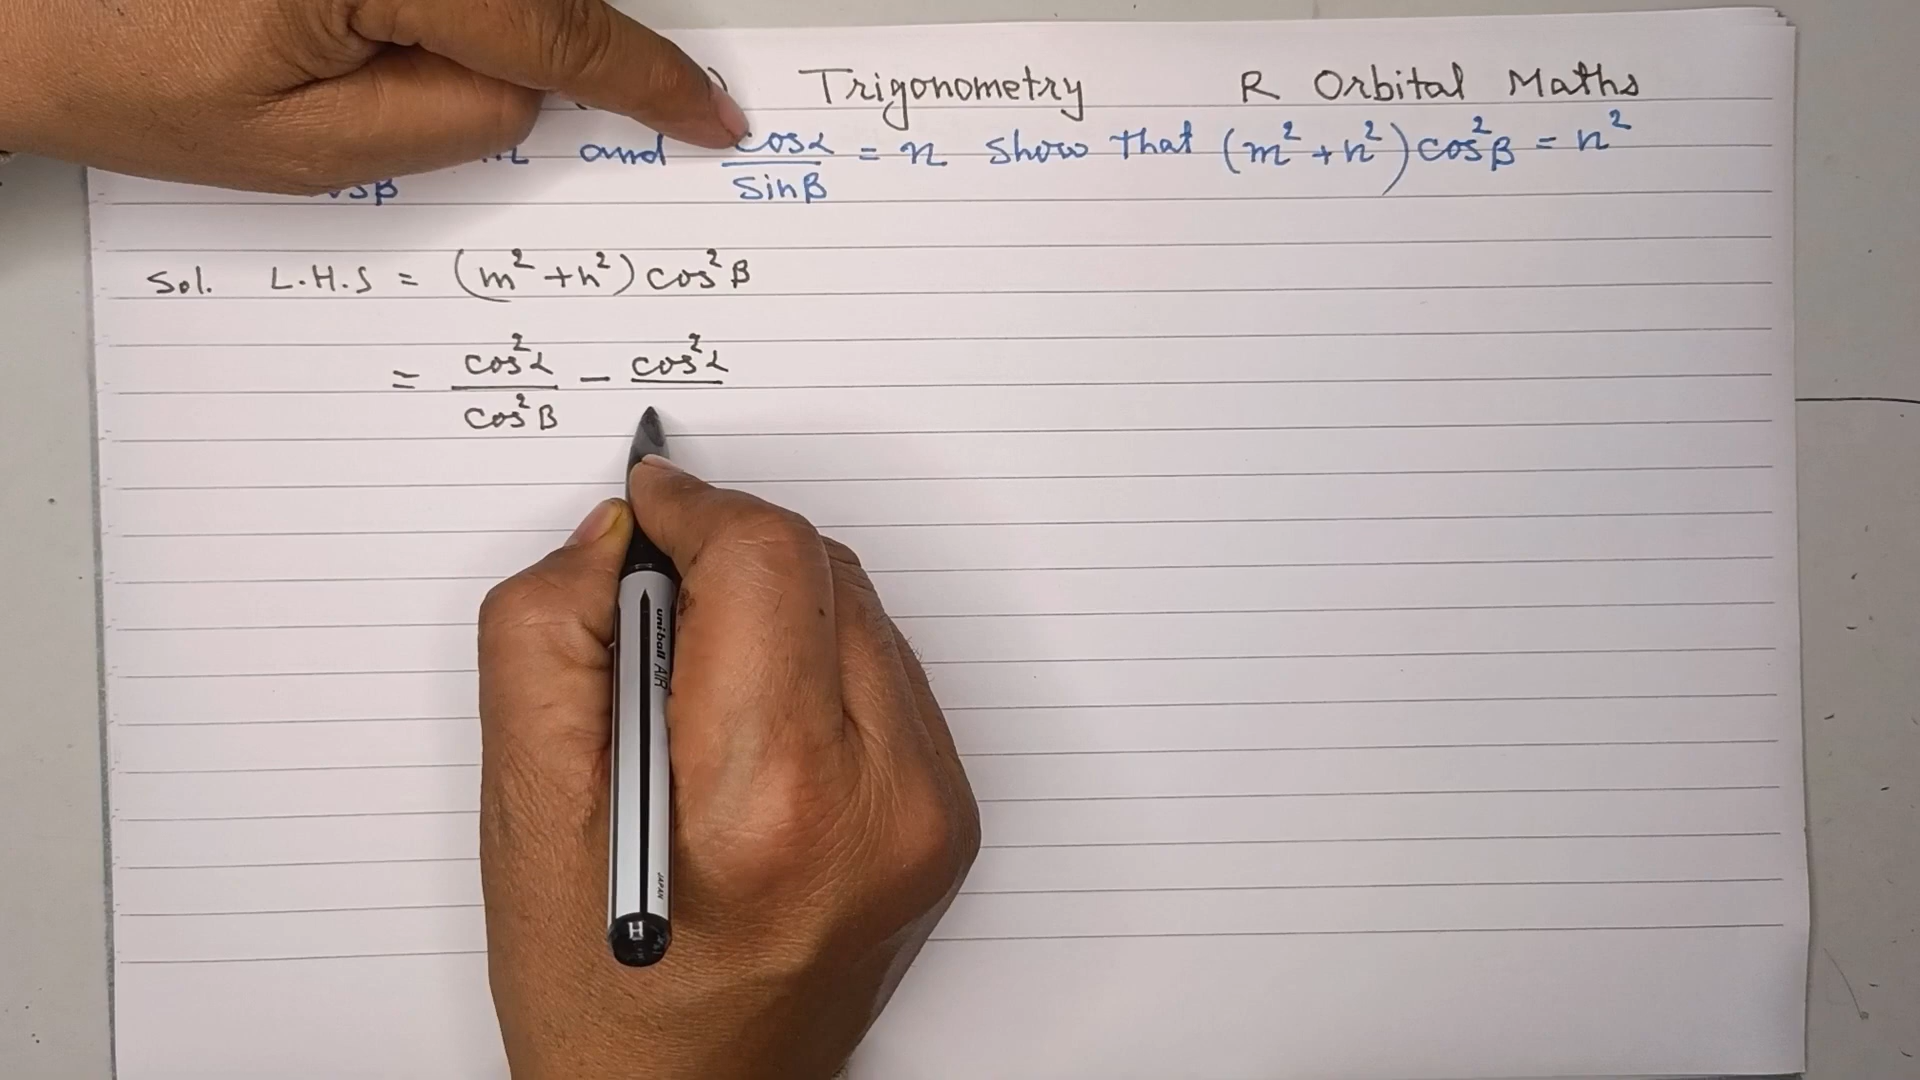 Trigonometry R Orbital Maths
and cosα/sinβ = n show that (m²+n²)cos²β = n²
Sol. L.H.S = (m²+n²)cos²β
= cos²α/cos²β − cos²α
uniball AIR
JAPAN
H